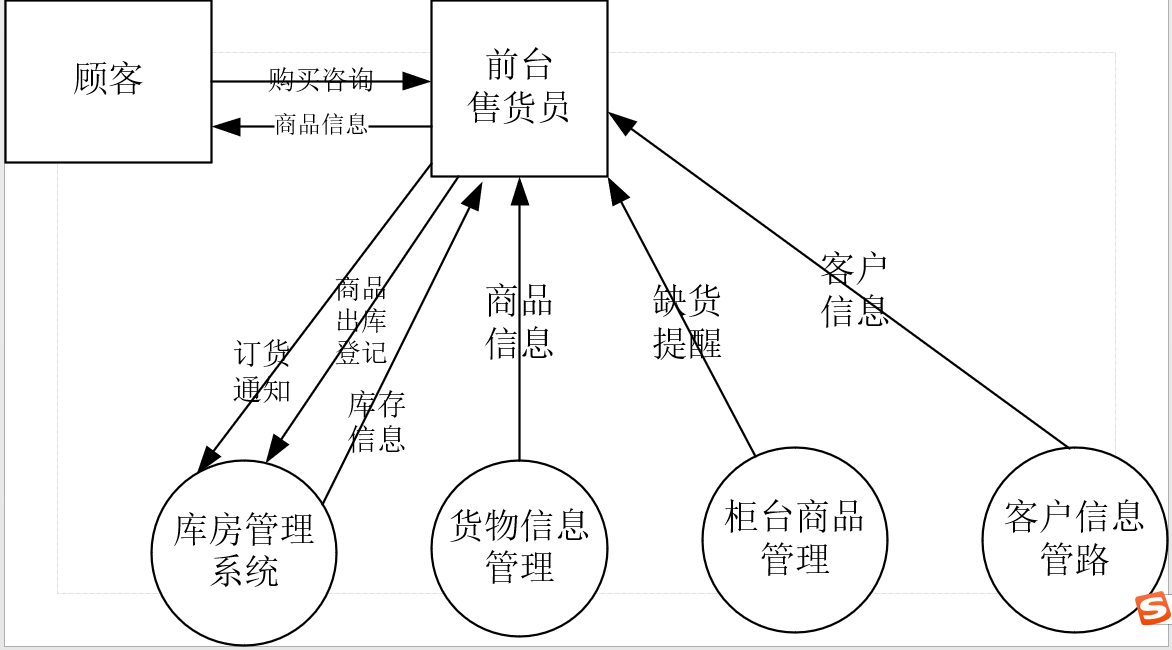 顾客
购买咨询
商品信息
前台
售货员
订货
通知
商品
出库
登记
库存
信息
商品
信息
缺货
提醒
客户
信息
库房管理
系统
货物信息
管理
柜台商品
管理
客户信息
管路